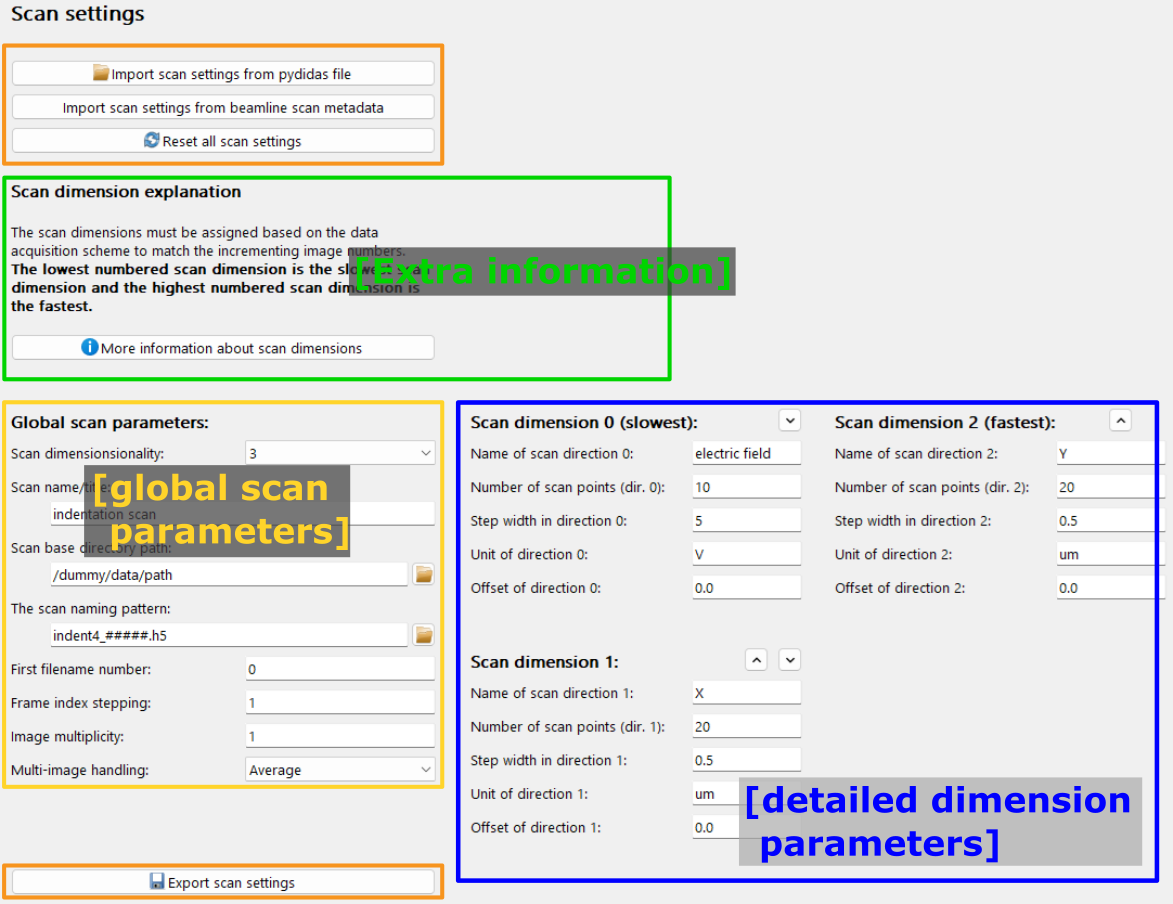 Scan settings
Import scan settings from pydidas file
Import scan settings from beamline scan metadata
Reset all scan settings
Scan dimension explanation
The scan dimensions must be assigned based on the data
acquisition scheme to match the incrementing image numbers.
The lowest numbered scan dimension is the slowest scan
dimension and the highest numbered scan dimension is
the fastest.
[Extra information]
More information about scan dimensions
Global scan parameters:
Scan dimensionsionality:
3
Scan name/title:
indentation scan
[global scan
parameters]
Scan base directory path:
/dummy/data/path
The scan naming pattern:
indent4_#####.h5
First filename number:
0
Frame index stepping:
1
Image multiplicity:
1
Multi-image handling:
Average
Scan dimension 0 (slowest):
Name of scan direction 0:
electric field
Number of scan points (dir. 0):
10
Step width in direction 0:
5
Unit of direction 0:
V
Offset of direction 0:
0.0
Scan dimension 1:
Name of scan direction 1:
X
Number of scan points (dir. 1):
20
Step width in direction 1:
0.5
Unit of direction 1:
um
Offset of direction 1:
0.0
Scan dimension 2 (fastest):
Name of scan direction 2:
Y
Number of scan points (dir. 2):
20
Step width in direction 2:
0.5
Unit of direction 2:
um
Offset of direction 2:
0.0
[detailed dimension
parameters]
Export scan settings